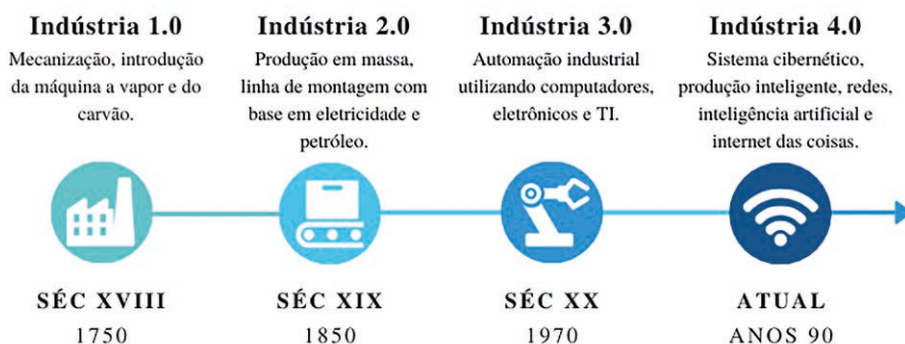 Indústria 1.0
Mecanização, introdução
da máquina a vapor e do
carvão.
SÉC XVIII
1750
Indústria 2.0
Produção em massa,
linha de montagem com
base em eletricidade e
petróleo.
SÉC XIX
1850
Indústria 3.0
Automação industrial
utilizando computadores,
eletrônicos e TI.
SÉC XX
1970
Indústria 4.0
Sistema cibernético,
produção inteligente, redes,
inteligência artificial e
internet das coisas.
ATUAL
ANOS 90